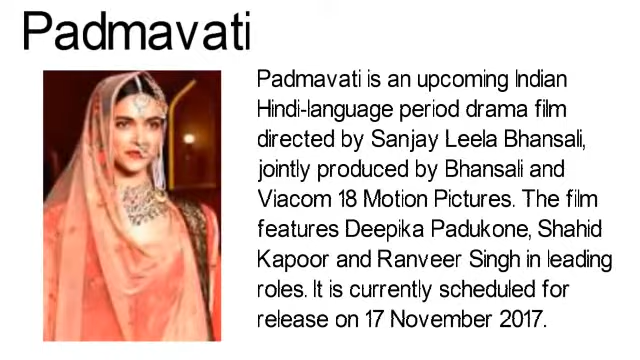 Padmavati
Padmavati is an upcoming Indian
Hindi-language period drama film
directed by Sanjay Leela Bhansali,
jointly produced by Bhansali and
Viacom 18 Motion Pictures. The film
features Deepika Padukone, Shahid
Kapoor and Ranveer Singh in leading
roles. It is currently scheduled for
release on 17 November 2017.